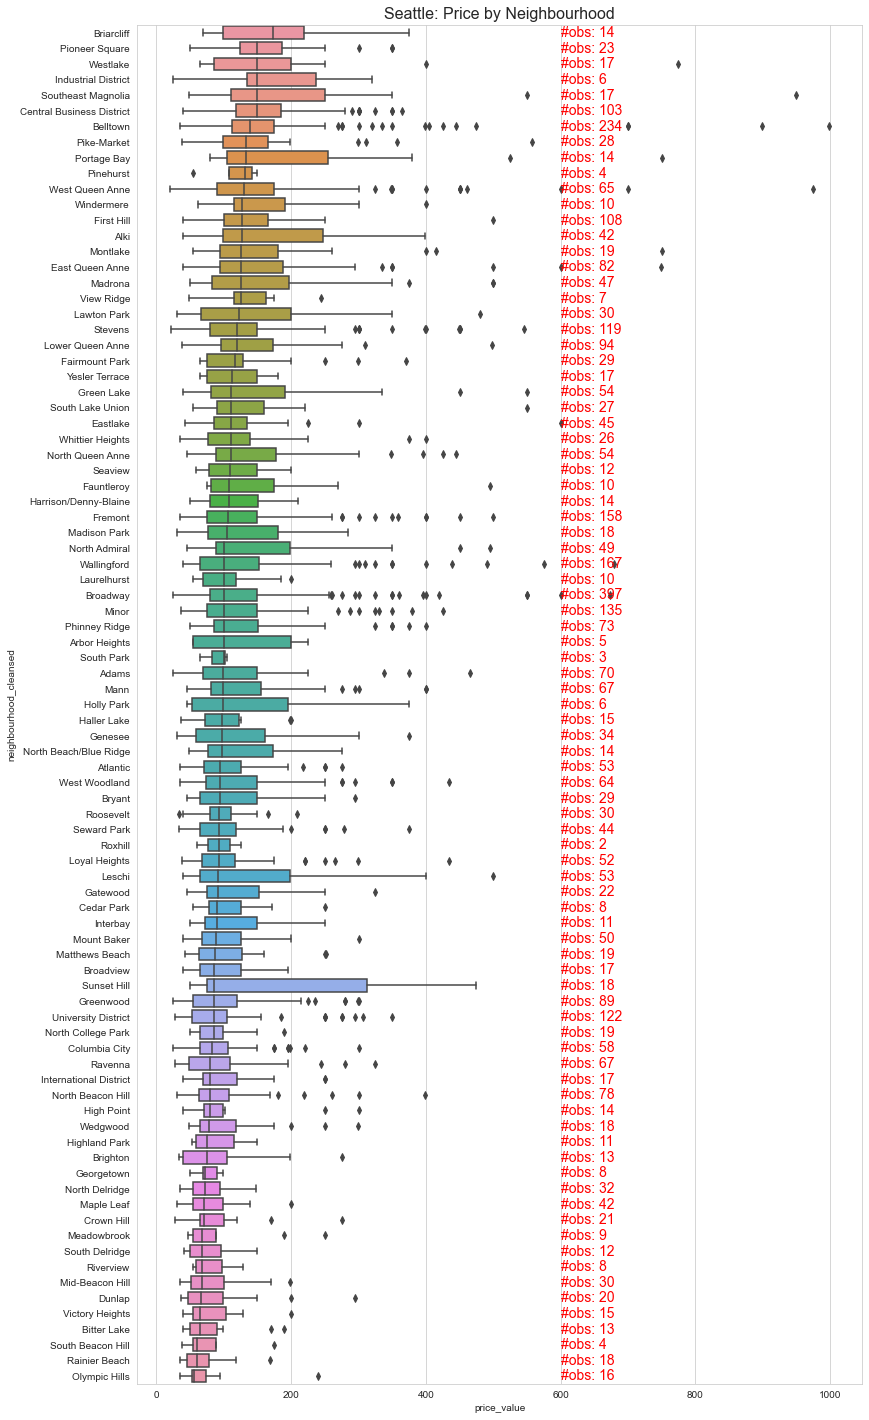 Seattle: Price by Neighbourhood
Briarcliff #obs: 14
Pioneer Square #obs: 23
Westlake #obs: 17
Industrial District #obs: 6
Southeast Magnolia #obs: 17
Central Business District #obs: 103
Belltown #obs: 234
Pike-Market #obs: 28
Portage Bay #obs: 14
Pinehurst #obs: 4
West Queen Anne #obs: 65
Windermere #obs: 10
First Hill #obs: 108
Alki #obs: 42
Montlake #obs: 19
East Queen Anne #obs: 82
Madrona #obs: 47
View Ridge #obs: 7
Lawton Park #obs: 30
Stevens #obs: 119
Lower Queen Anne #obs: 94
Fairmount Park #obs: 29
Yesler Terrace #obs: 17
Green Lake #obs: 54
South Lake Union #obs: 27
Eastlake #obs: 45
Whittier Heights #obs: 26
North Queen Anne #obs: 54
Seaview #obs: 12
Fauntleroy #obs: 10
Harrison/Denny-Blaine #obs: 14
Fremont #obs: 158
Madison Park #obs: 18
North Admiral #obs: 49
Wallingford #obs: 167
Laurelhurst #obs: 10
Broadway #obs: 397
Minor #obs: 135
Phinney Ridge #obs: 73
Arbor Heights #obs: 5
South Park #obs: 3
Adams #obs: 70
Mann #obs: 67
Holly Park #obs: 6
Haller Lake #obs: 15
Genesee #obs: 34
North Beach/Blue Ridge #obs: 14
Atlantic #obs: 53
West Woodland #obs: 64
Bryant #obs: 29
Roosevelt #obs: 30
Seward Park #obs: 44
Roxhill #obs: 2
Loyal Heights #obs: 52
Leschi #obs: 53
Gatewood #obs: 22
Cedar Park #obs: 8
Interbay #obs: 11
Mount Baker #obs: 50
Matthews Beach #obs: 19
Broadview #obs: 17
Sunset Hill #obs: 18
Greenwood #obs: 89
University District #obs: 122
North College Park #obs: 19
Columbia City #obs: 58
Ravenna #obs: 67
International District #obs: 17
North Beacon Hill #obs: 78
High Point #obs: 14
Wedgwood #obs: 18
Highland Park #obs: 11
Brighton #obs: 13
Georgetown #obs: 8
North Delridge #obs: 32
Maple Leaf #obs: 42
Crown Hill #obs: 21
Meadowbrook #obs: 9
South Delridge #obs: 12
Riverview #obs: 8
Mid-Beacon Hill #obs: 30
Dunlap #obs: 20
Victory Heights #obs: 15
Bitter Lake #obs: 13
South Beacon Hill #obs: 4
Rainier Beach #obs: 18
Olympic Hills #obs: 16
neighbourhood_cleansed
0 200 400 600 800 1000
price_value